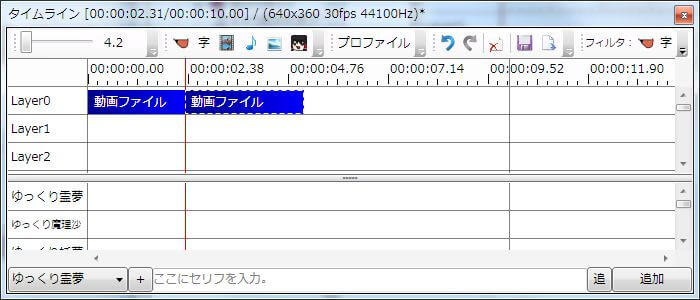 タイムライン [00:00:02.31/00:00:10.00] / (640x360 30fps 44100Hz)*
4.2 字 プロファイル フィルタ： 字
00:00:00.00 00:00:02.38 00:00:04.76 00:00:07.14 00:00:09.52 00:00:11.90
Layer0 動画ファイル 動画ファイル
Layer1
Layer2
ゆっくり霊夢
ゆっくり魔理沙
ゆっくり霊夢 + ここにセリフを入力。 追 追加